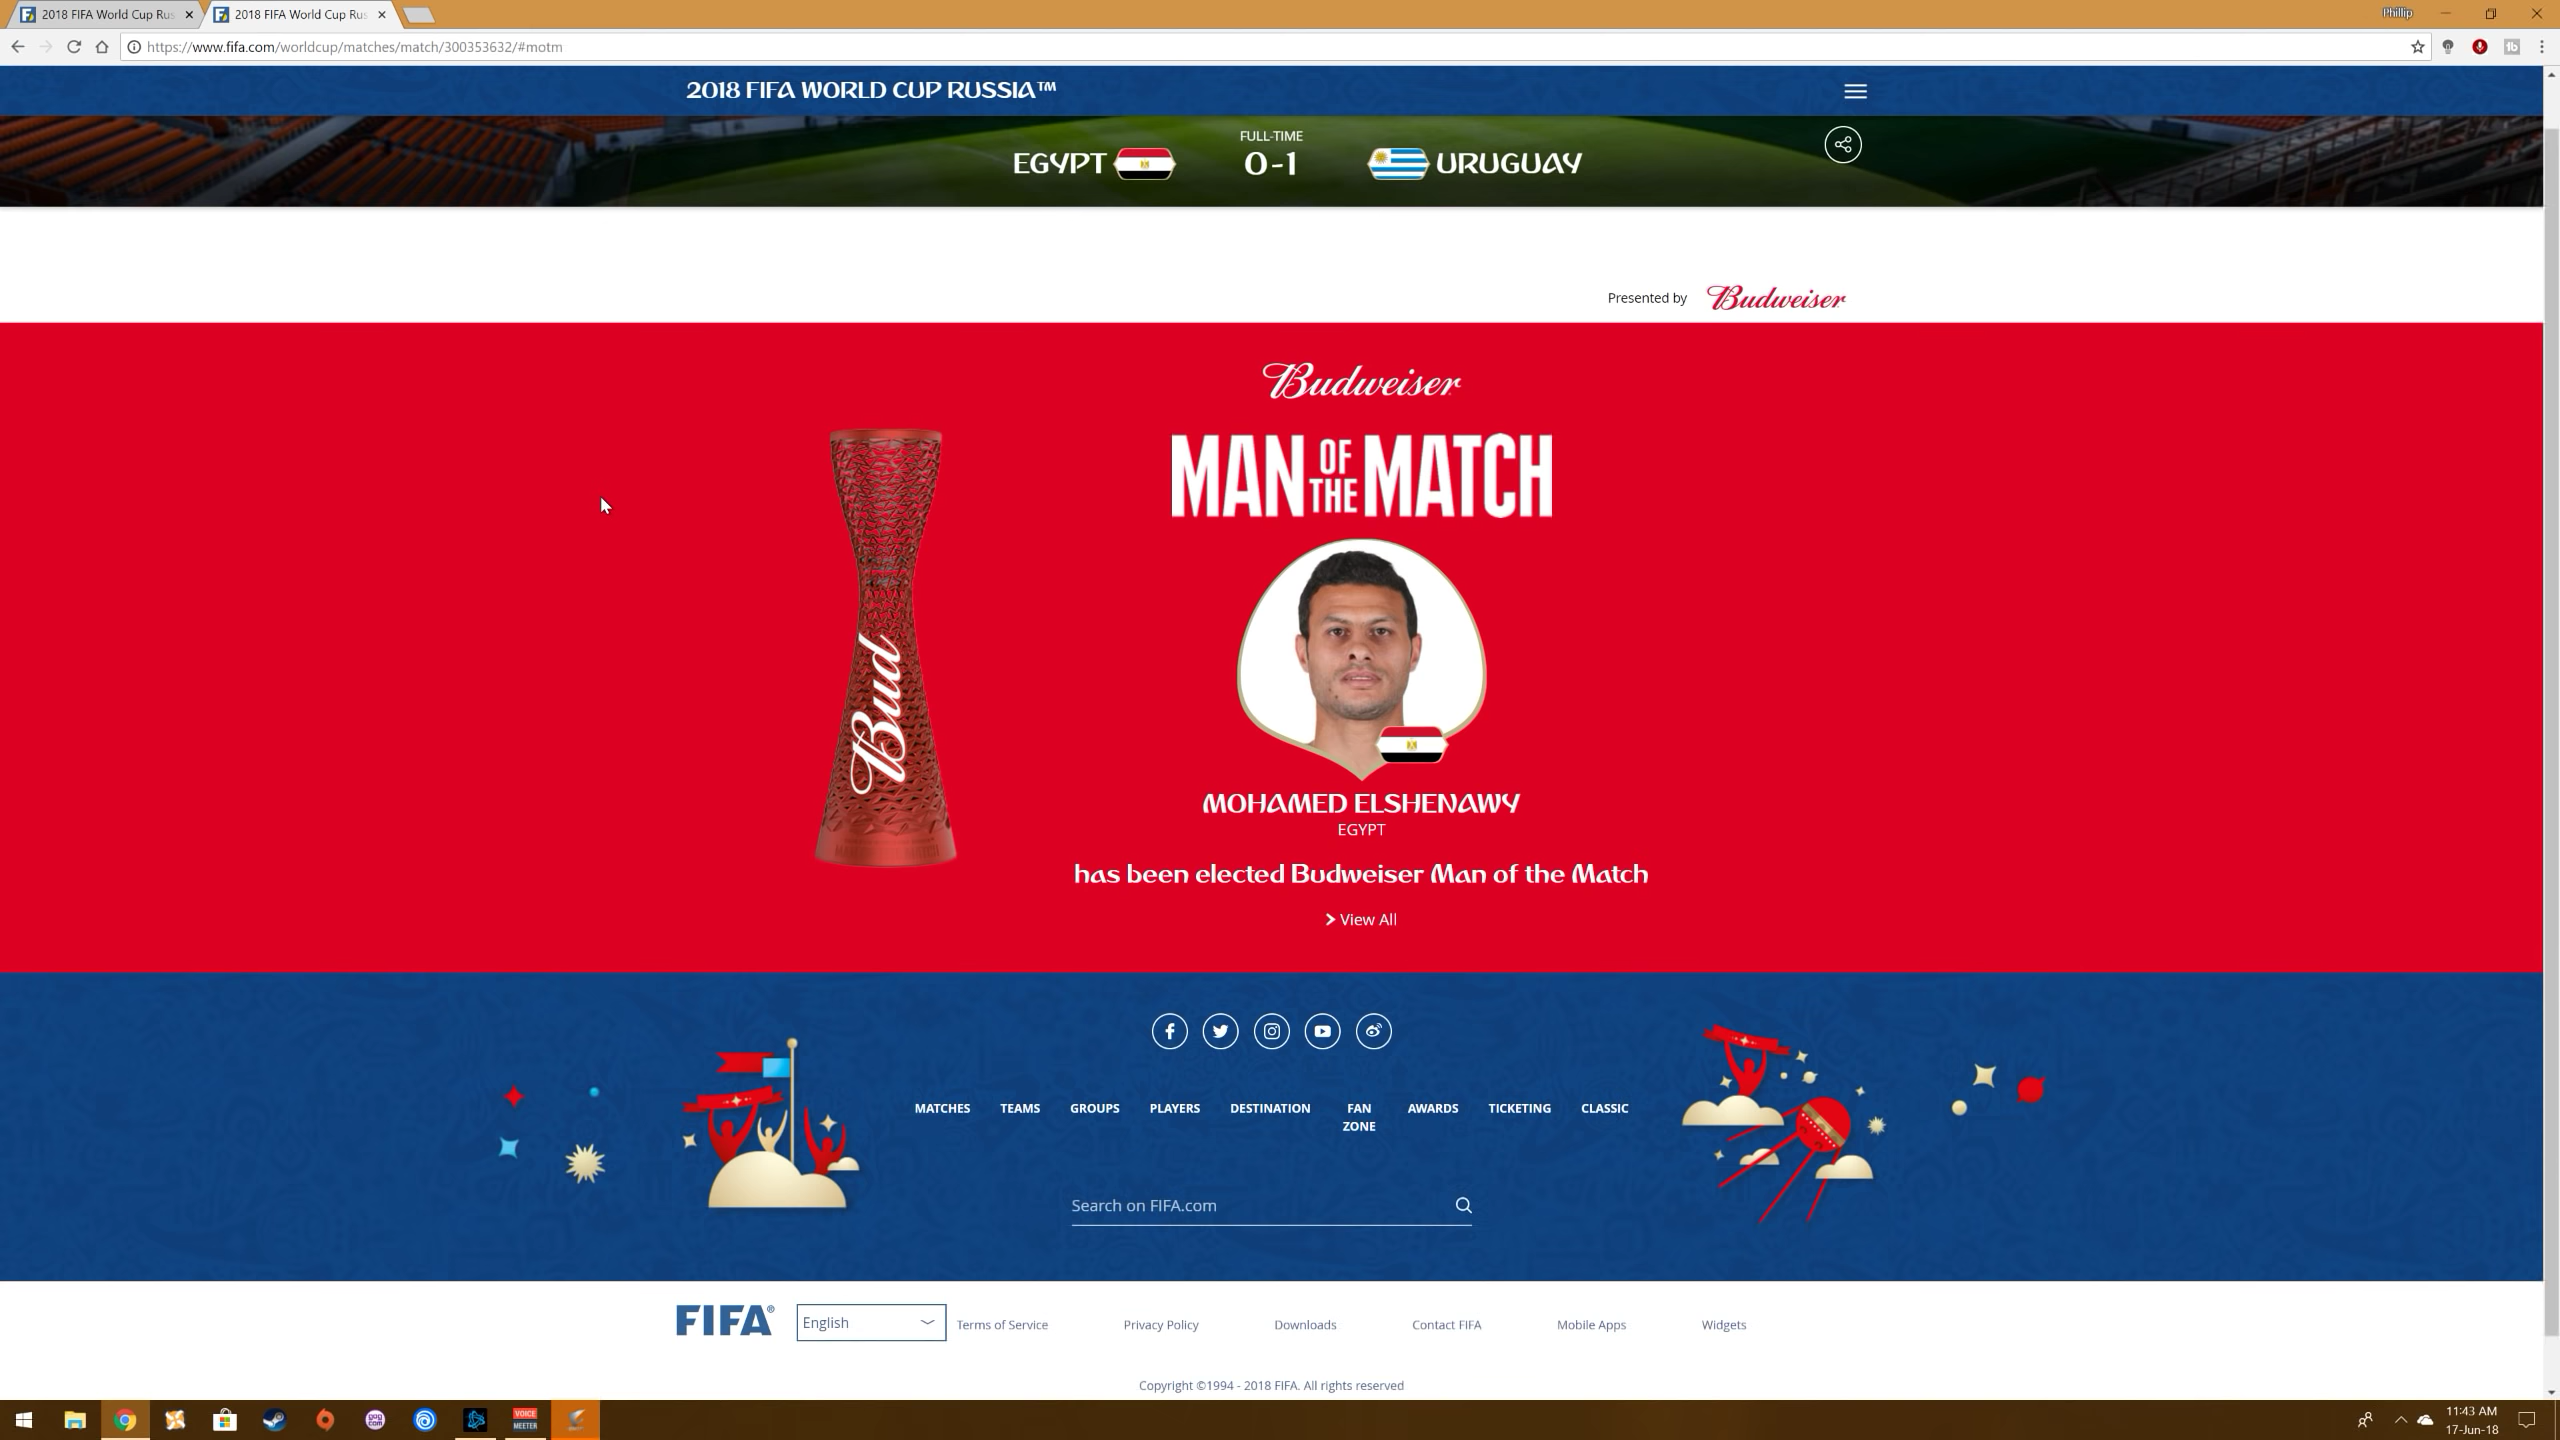 2018 FIFA World Cup Rus
2018 FIFA World Cup Rus
Phillip
https://www.fifa.com/worldcup/matches/match/300353632/#motm
2018 FIFA WORLD CUP RUSSIA™
FULL-TIME
EGYPT 0-1 URUGUAY
Presented by Budweiser
Budweiser
MAN OF THE MATCH
Bud
MOHAMED ELSHENAWY
EGYPT
has been elected Budweiser Man of the Match
View All
MATCHES TEAMS GROUPS PLAYERS DESTINATION FAN ZONE AWARDS TICKETING CLASSIC
Search on FIFA.com
FIFA® English Terms of Service Privacy Policy Downloads Contact FIFA Mobile Apps Widgets
Copyright ©1994 - 2018 FIFA. All rights reserved
VOICE
MEETER
11:43 AM
17-Jun-18